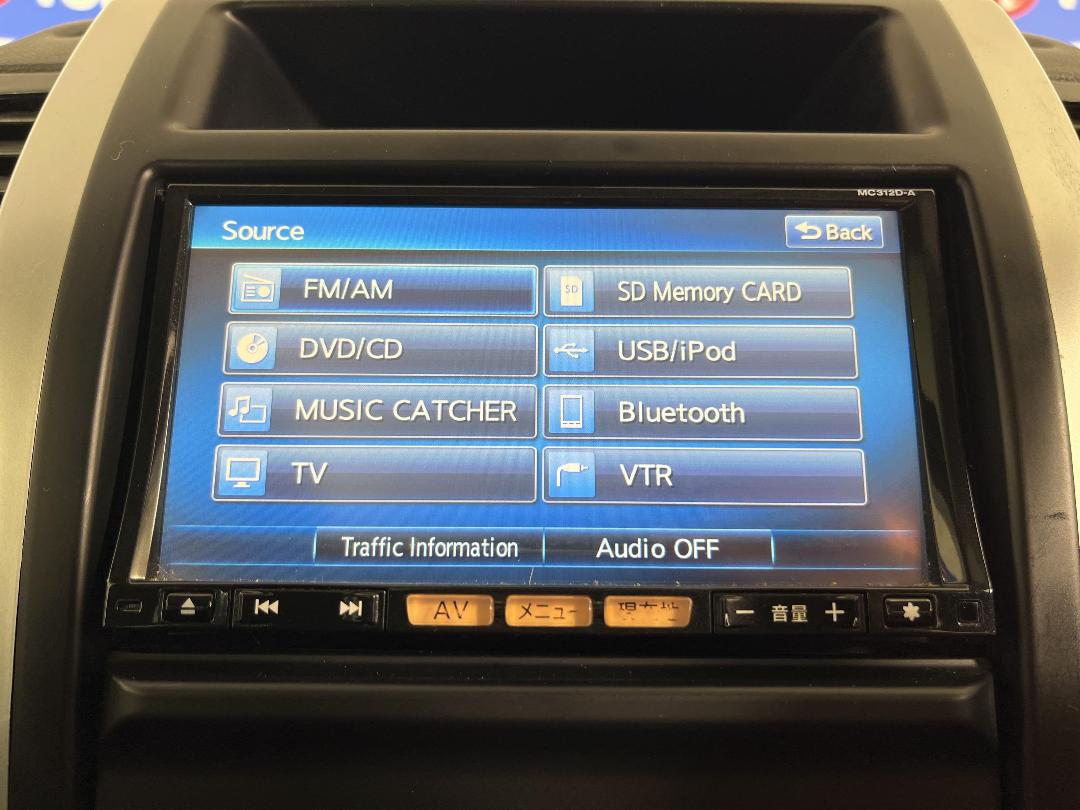 MC312D-A
Source
Back
FM/AM
SD
SD Memory CARD
DVD/CD
USB/iPod
MUSIC CATCHER
Bluetooth
TV
VTR
Traffic Information
Audio OFF
AV
メニュー
現在地
音量